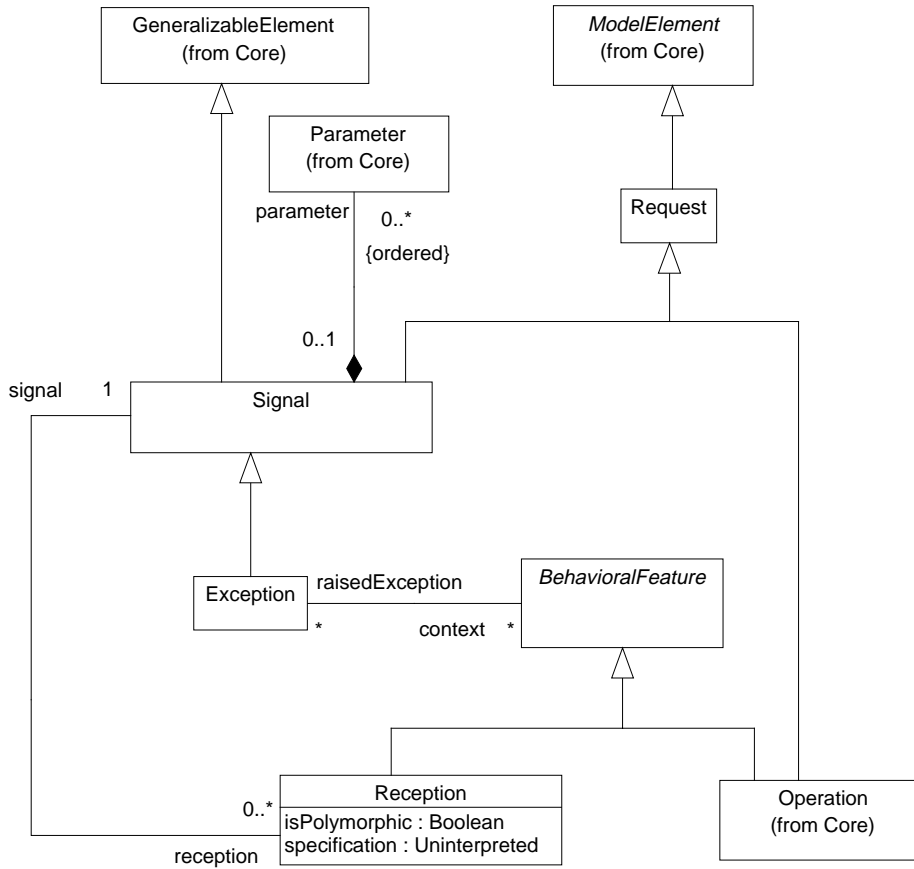 GeneralizableElement
(from Core)
ModelElement
(from Core)
Parameter
(from Core)
parameter
0..*
{ordered}
Request
0..1
signal
1
Signal
Exception
raisedException
*
context
*
BehavioralFeature
Reception
isPolymorphic : Boolean
specification : Uninterpreted
0..*
reception
Operation
(from Core)